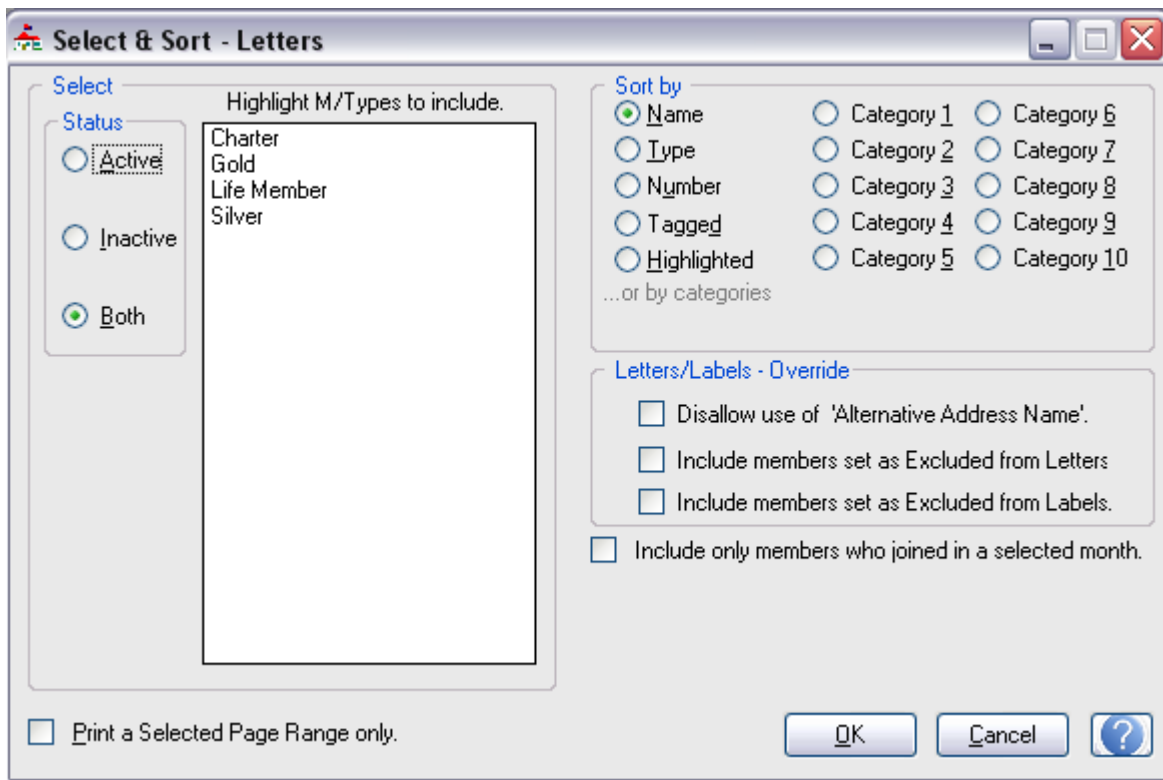 Select & Sort - Letters
Select
Highlight M/Types to include.
Status
Active
Inactive
Both
Charter
Gold
Life Member
Silver
Sort by
Name
Type
Number
Tagged
Highlighted
...or by categories
Category 1
Category 2
Category 3
Category 4
Category 5
Category 6
Category 7
Category 8
Category 9
Category 10
Letters/Labels - Override
Disallow use of 'Alternative Address Name'.
Include members set as Excluded from Letters
Include members set as Excluded from Labels.
Include only members who joined in a selected month.
Print a Selected Page Range only.
OK
Cancel
?